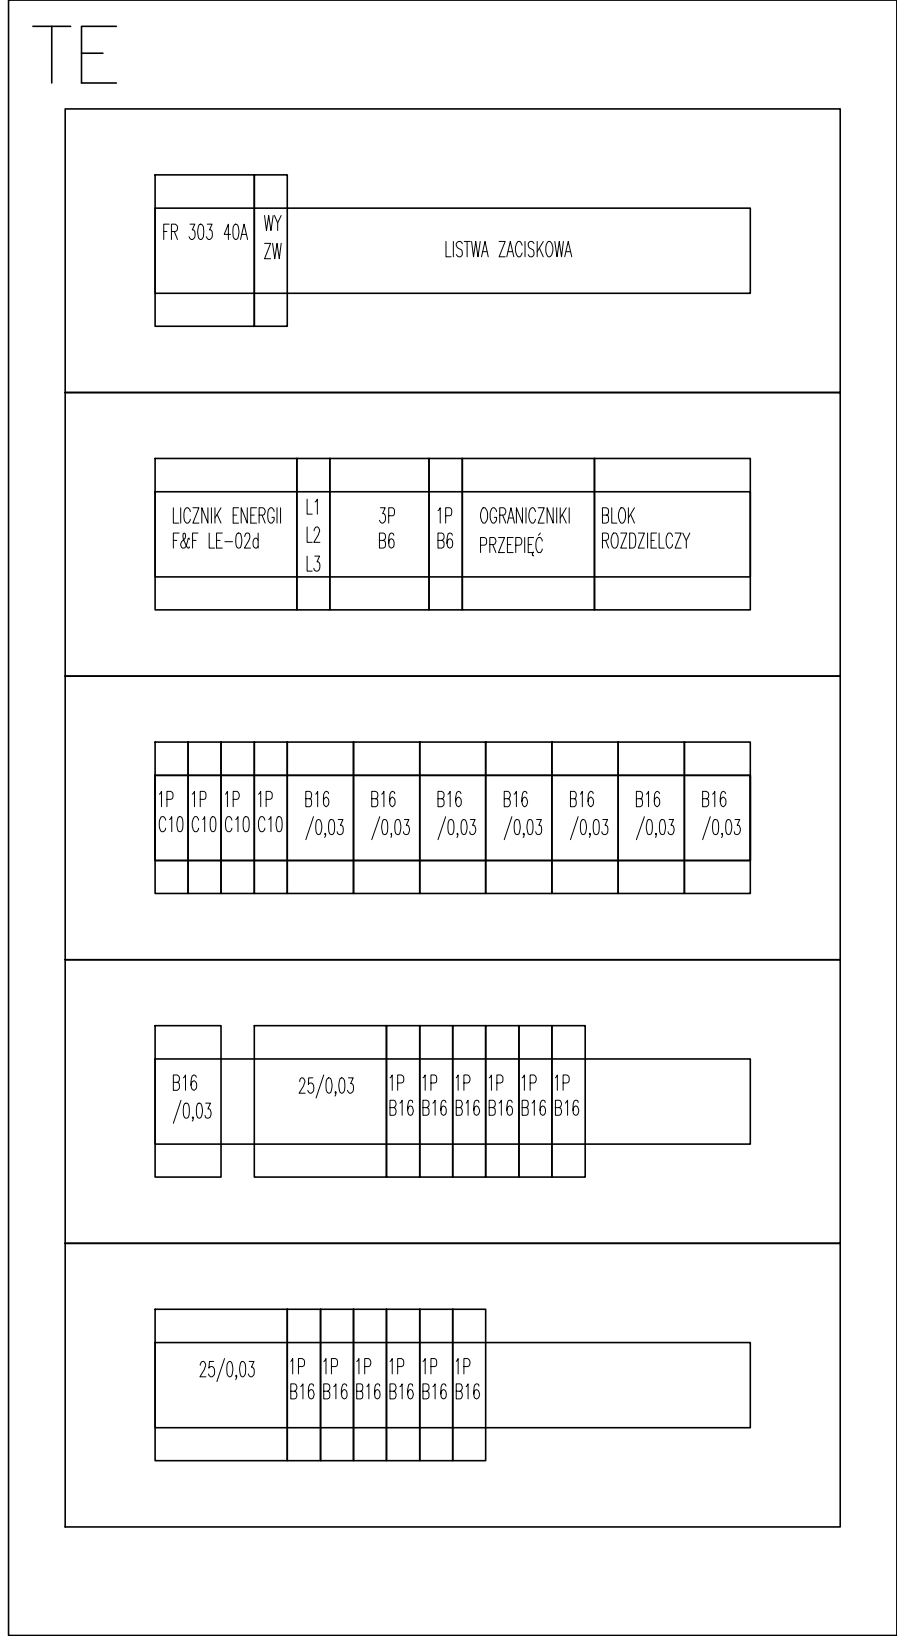 TE
FR 303 40A
WY
ZW
LISTWA ZACISKOWA
LICZNIK ENERGII
F&F LE-02d
L1
L2
L3
3P
B6
1P
B6
OGRANICZNIKI
PRZEPIĘĆ
BLOK
ROZDZIELCZY
1P
C10
1P
C10
1P
C10
1P
C10
B16
/0,03
B16
/0,03
B16
/0,03
B16
/0,03
B16
/0,03
B16
/0,03
B16
/0,03
B16
/0,03
25/0,03
1P
B16
1P
B16
1P
B16
1P
B16
1P
B16
1P
B16
25/0,03
1P
B16
1P
B16
1P
B16
1P
B16
1P
B16
1P
B16